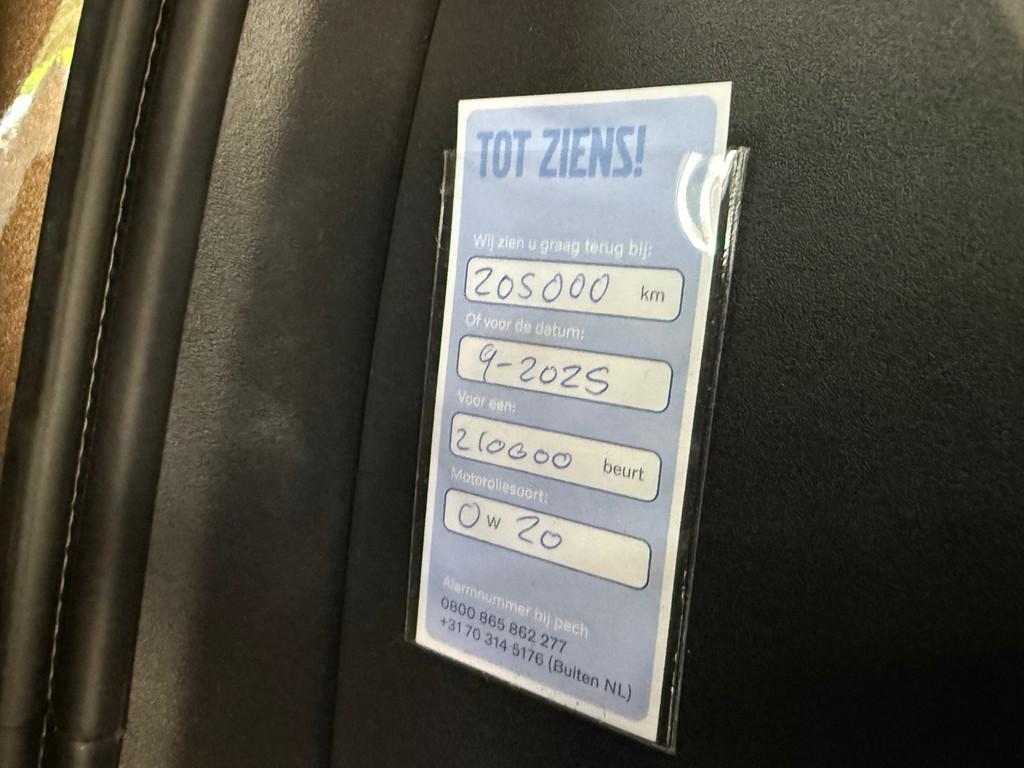 TOT ZIENS!
Wij zien u graag terug bij:
205000 km
Of voor de datum:
9-2025
Voor een:
210000 beurt
Motoroliesoort:
0 W 20
Alarmnummer bij pech
0800 865 862 277
+31 70 314 5176 (Buiten NL)